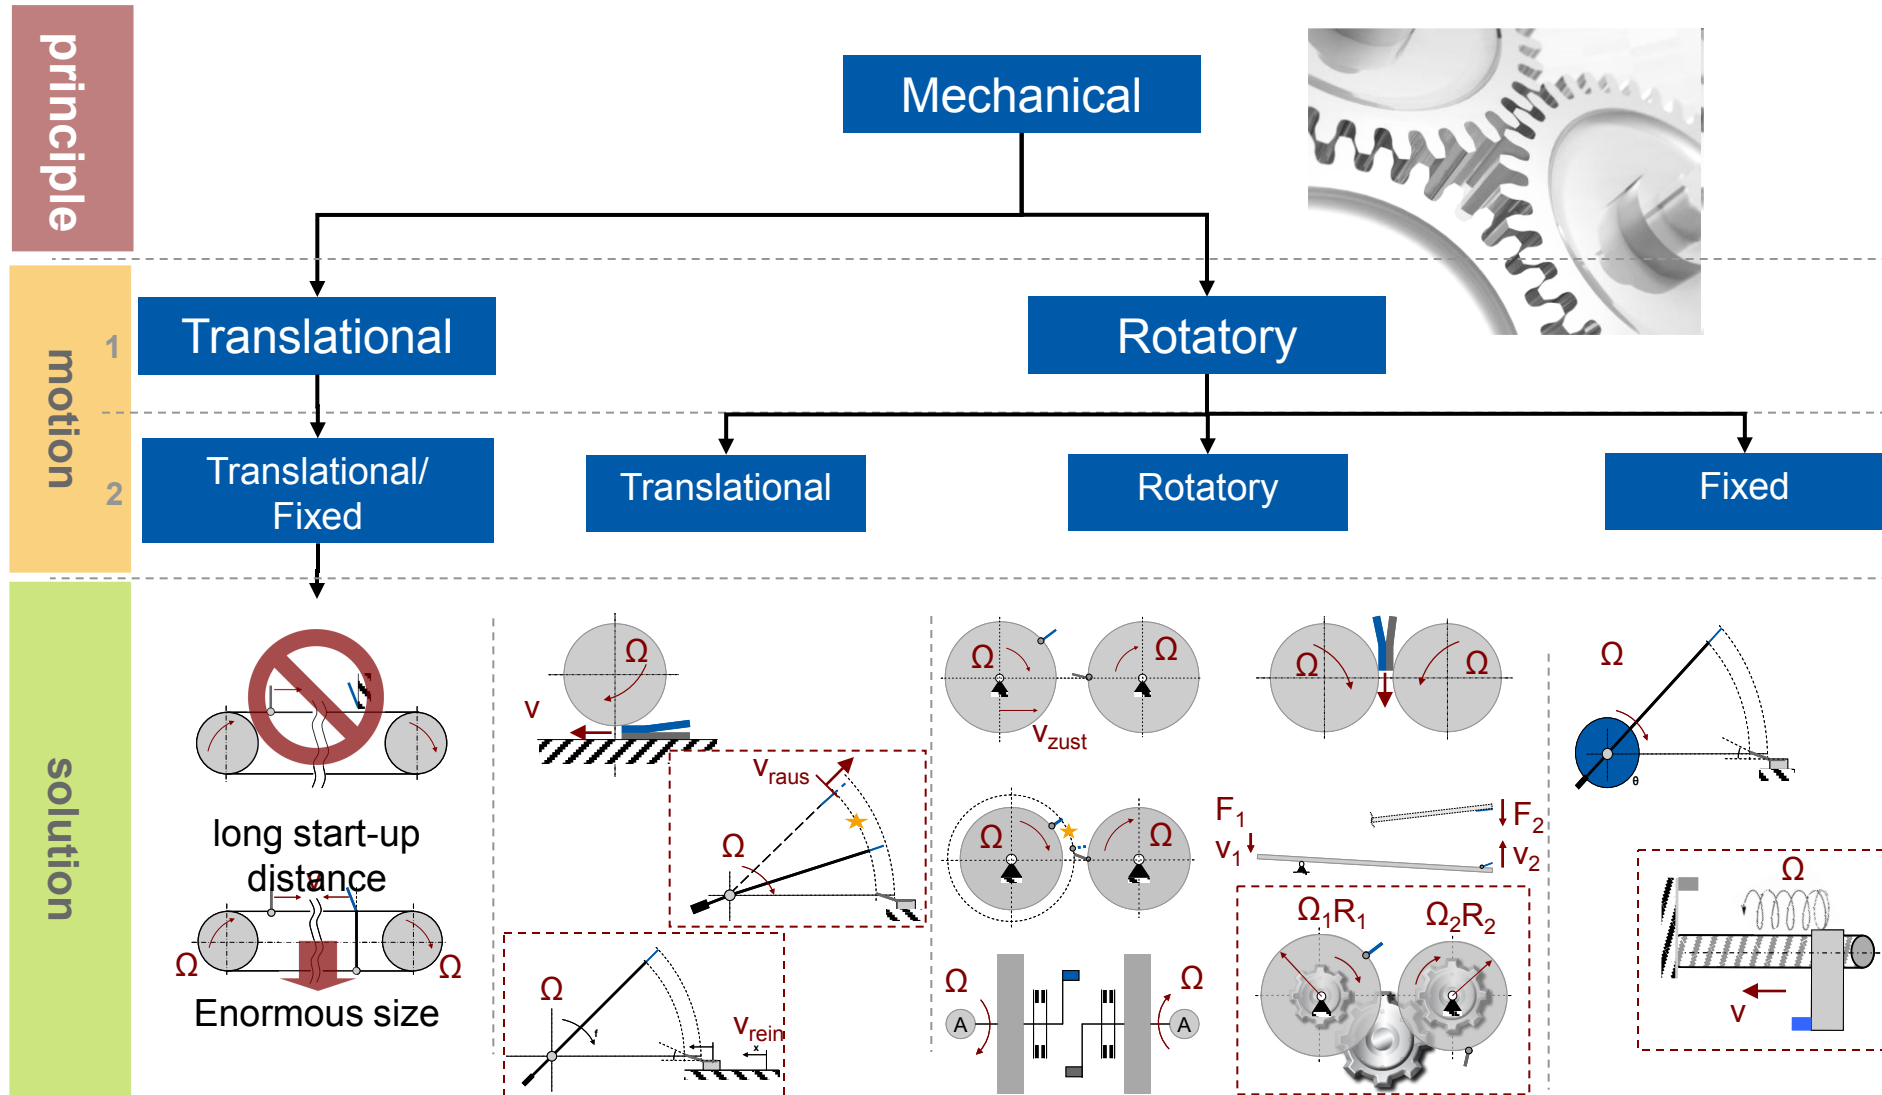 principle
Mechanical
motion
1
Translational
Rotatory
2
Translational/
Fixed
Translational
Rotatory
Fixed
solution
long start-up
distance
v
Ω
Ω
Enormous size
Ω
v
v_raus
Ω
Ω
v_rein
x
Ω
Ω
v_zust
Ω
Ω
Ω
Ω
F_1
v_1
F_2
v_2
Ω
Ω
A
A
Ω_1R_1
Ω_2R_2
Ω
θ
Ω
v